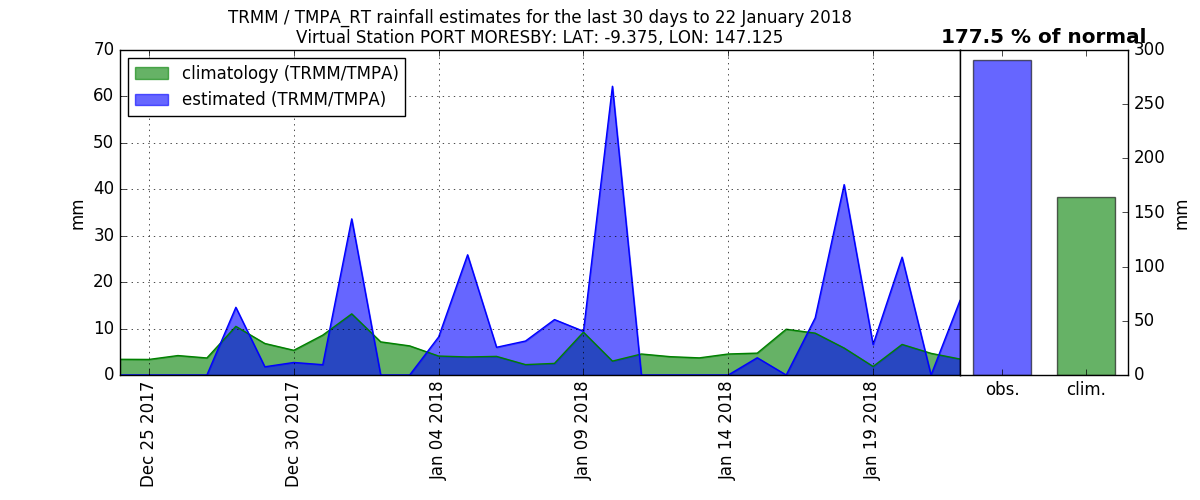 TRMM / TMPA_RT rainfall estimates for the last 30 days to 22 January 2018
Virtual Station PORT MORESBY: LAT: -9.375, LON: 147.125
177.5 % of normal
climatology (TRMM/TMPA)
estimated (TRMM/TMPA)
70
60
50
40
30
20
10
0
mm
Dec 25 2017
Dec 30 2017
Jan 04 2018
Jan 09 2018
Jan 14 2018
Jan 19 2018
300
250
200
150
100
50
0
mm
obs.
clim.